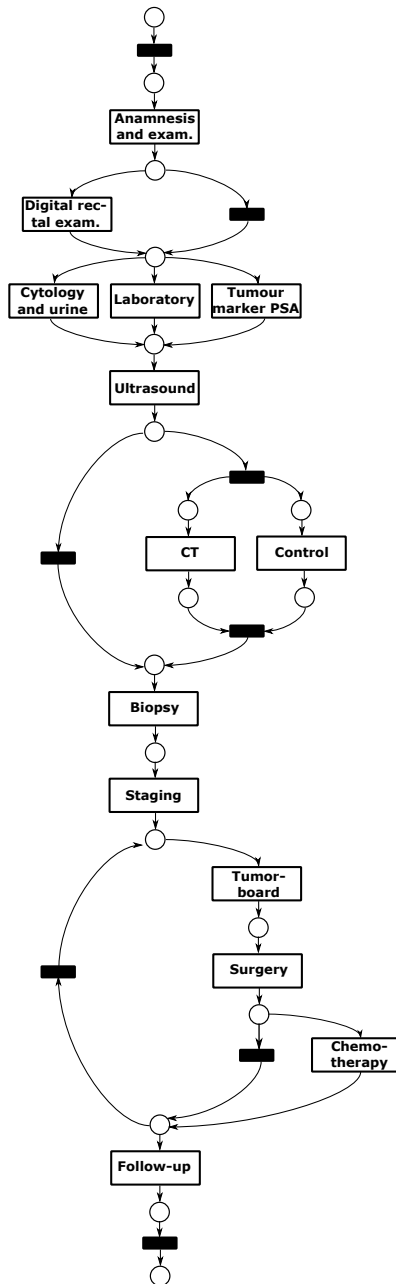 Anamnesis
and exam.
Digital rec-
tal exam.
Cytology
and urine
Laboratory
Tumour
marker PSA
Ultrasound
CT
Control
Biopsy
Staging
Tumor-
board
Surgery
Chemo-
therapy
Follow-up